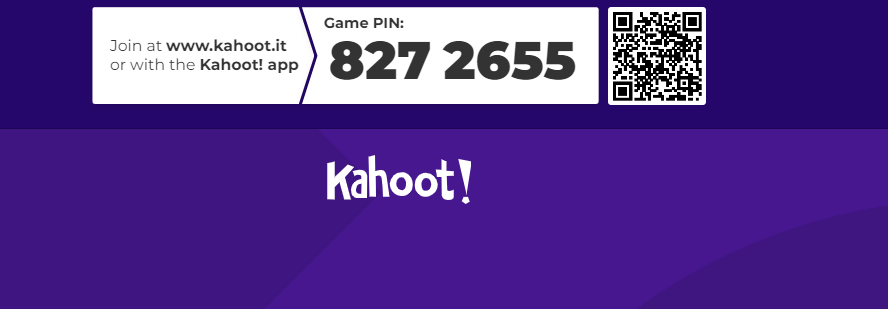 Join at www.kahoot.it
or with the Kahoot! app
Game PIN:
827 2655
Kahoot!